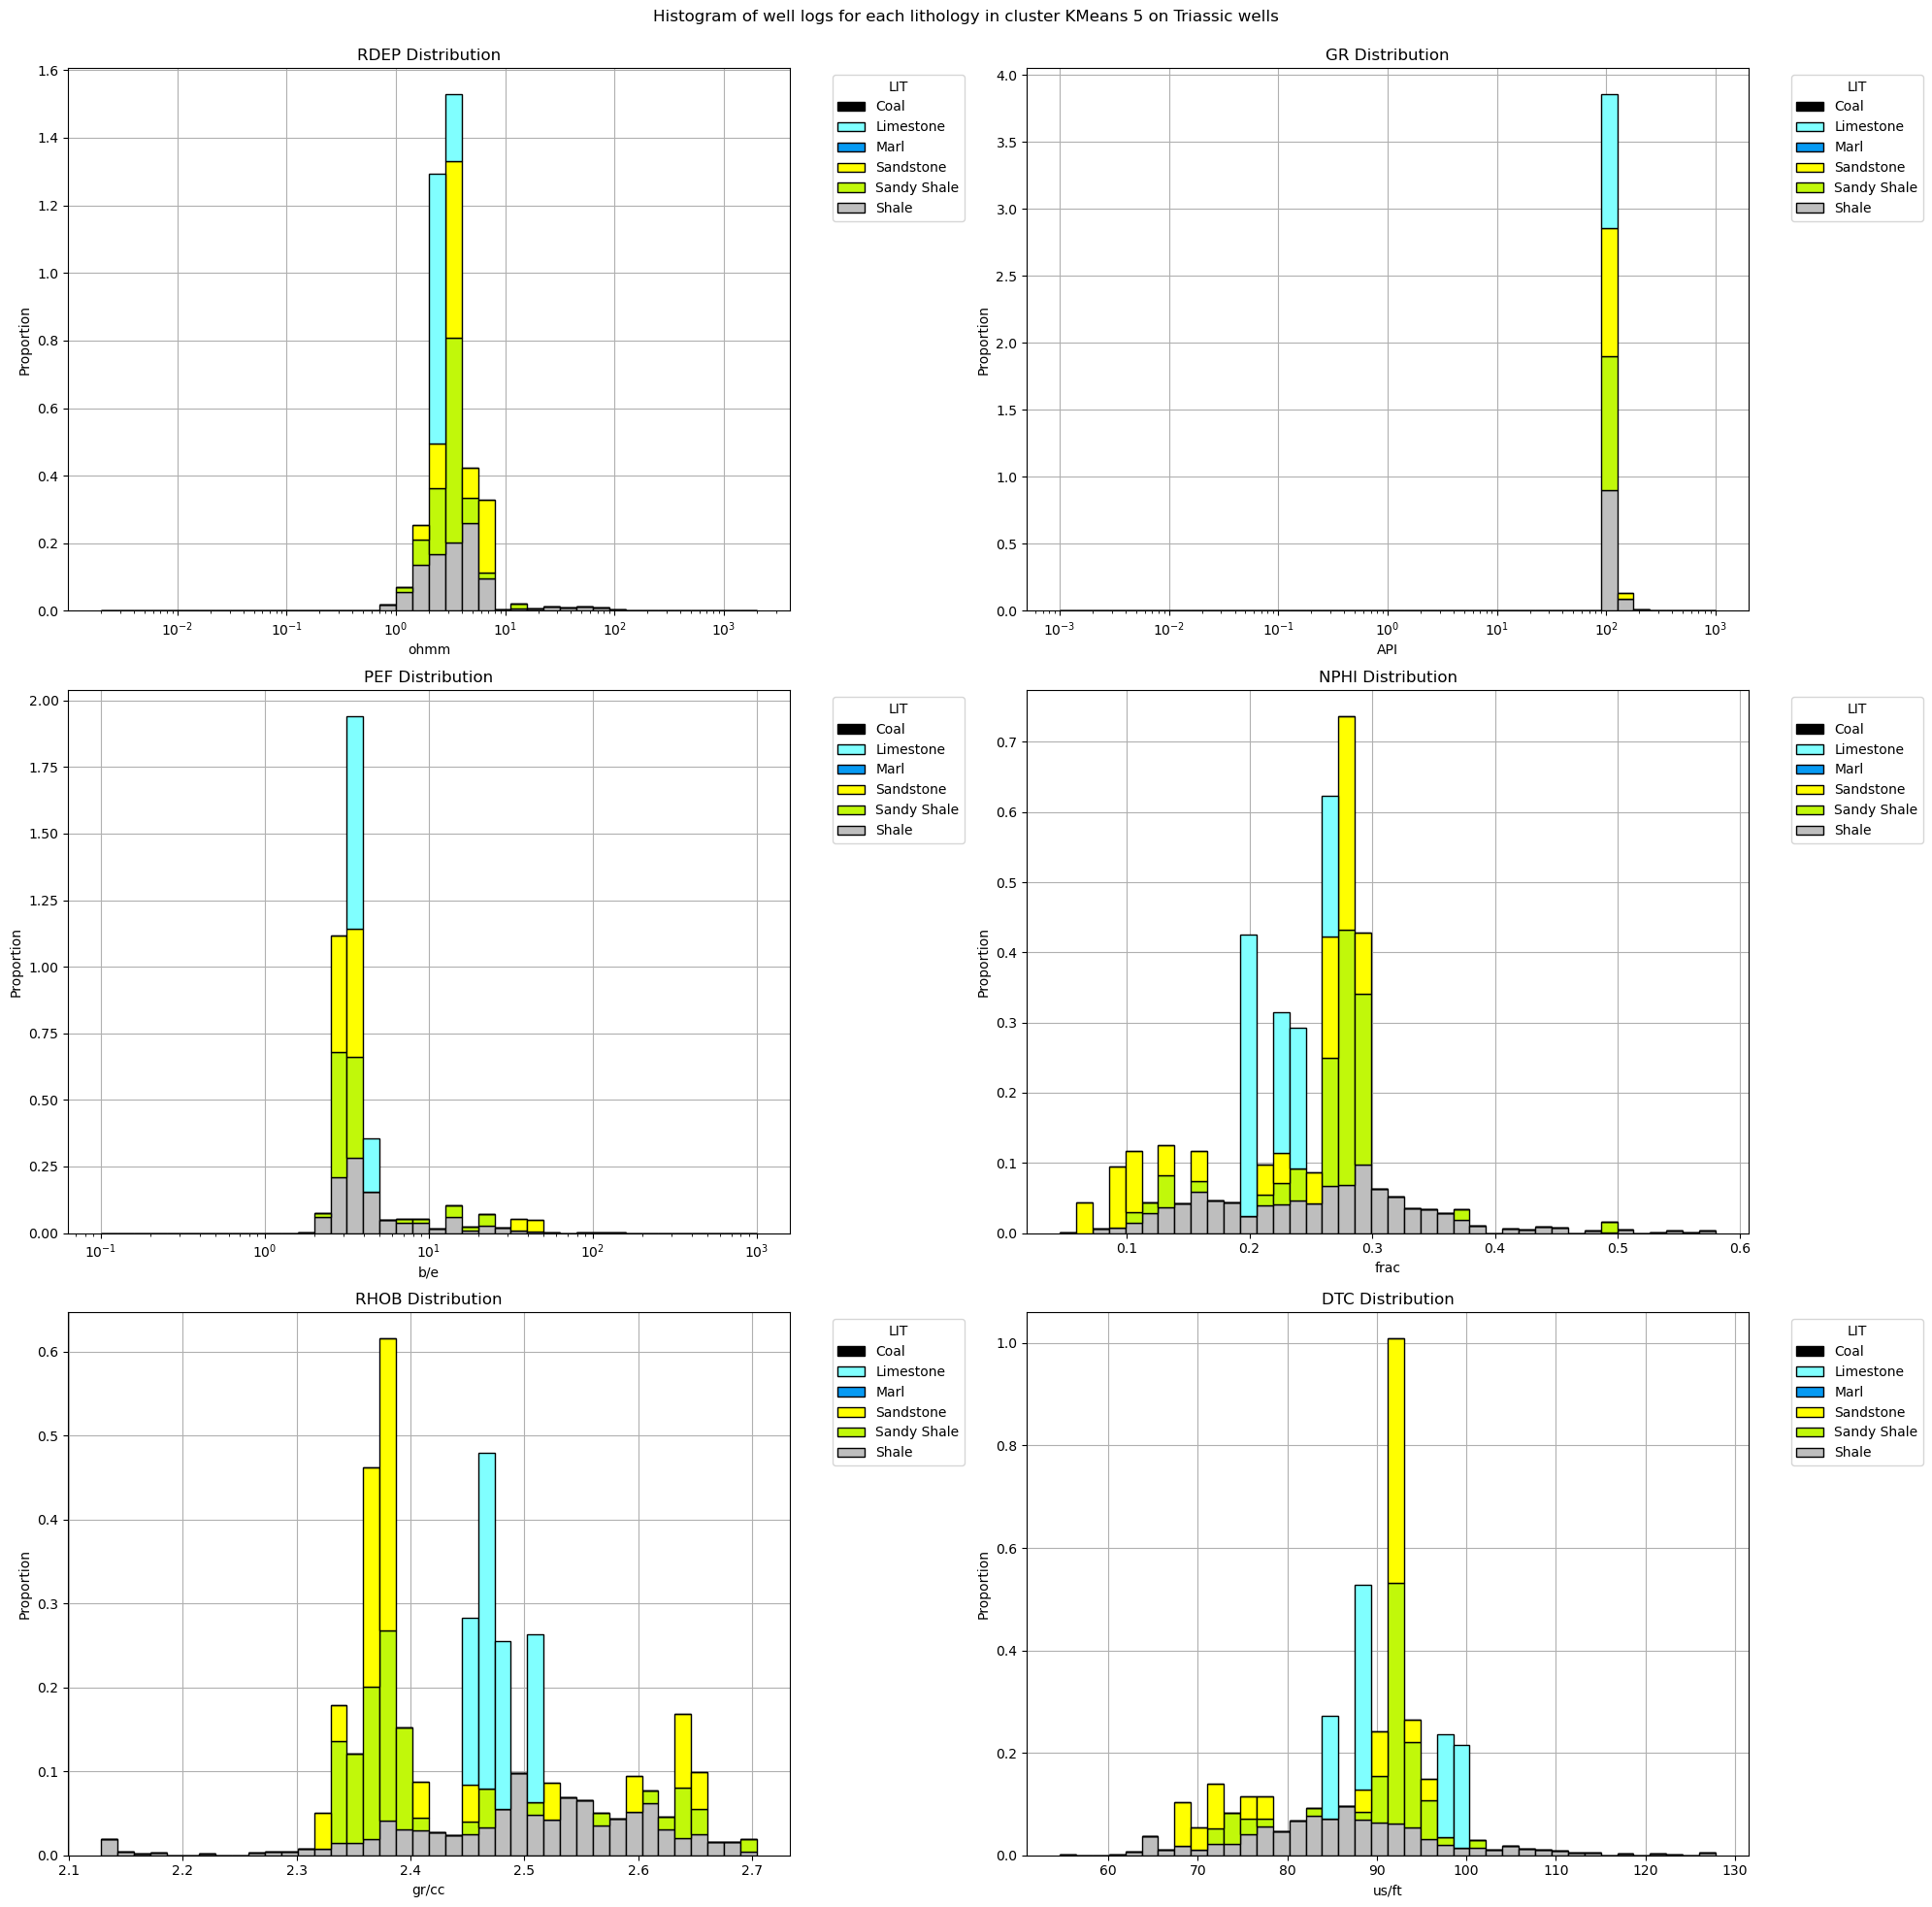 Histogram of well logs for each lithology in cluster KMeans 5 on Triassic wells
RDEP Distribution
Proportion
1.6
1.4
1.2
1.0
0.8
0.6
0.4
0.2
0.0
10⁻² 10⁻¹ 10⁰ 10¹ 10² 10³
ohmm
LIT
Coal
Limestone
Marl
Sandstone
Sandy Shale
Shale
GR Distribution
Proportion
4.0
3.5
3.0
2.5
2.0
1.5
1.0
0.5
0.0
10⁻³ 10⁻² 10⁻¹ 10⁰ 10¹ 10² 10³
API
LIT
Coal
Limestone
Marl
Sandstone
Sandy Shale
Shale
PEF Distribution
Proportion
2.00
1.75
1.50
1.25
1.00
0.75
0.50
0.25
0.00
10⁻¹ 10⁰ 10¹ 10² 10³
b/e
LIT
Coal
Limestone
Marl
Sandstone
Sandy Shale
Shale
NPHI Distribution
Proportion
0.7
0.6
0.5
0.4
0.3
0.2
0.1
0.0
0.1 0.2 0.3 0.4 0.5 0.6
frac
LIT
Coal
Limestone
Marl
Sandstone
Sandy Shale
Shale
RHOB Distribution
Proportion
0.6
0.5
0.4
0.3
0.2
0.1
0.0
2.1 2.2 2.3 2.4 2.5 2.6 2.7
gr/cc
LIT
Coal
Limestone
Marl
Sandstone
Sandy Shale
Shale
DTC Distribution
Proportion
1.0
0.8
0.6
0.4
0.2
0.0
60 70 80 90 100 110 120 130
us/ft
LIT
Coal
Limestone
Marl
Sandstone
Sandy Shale
Shale